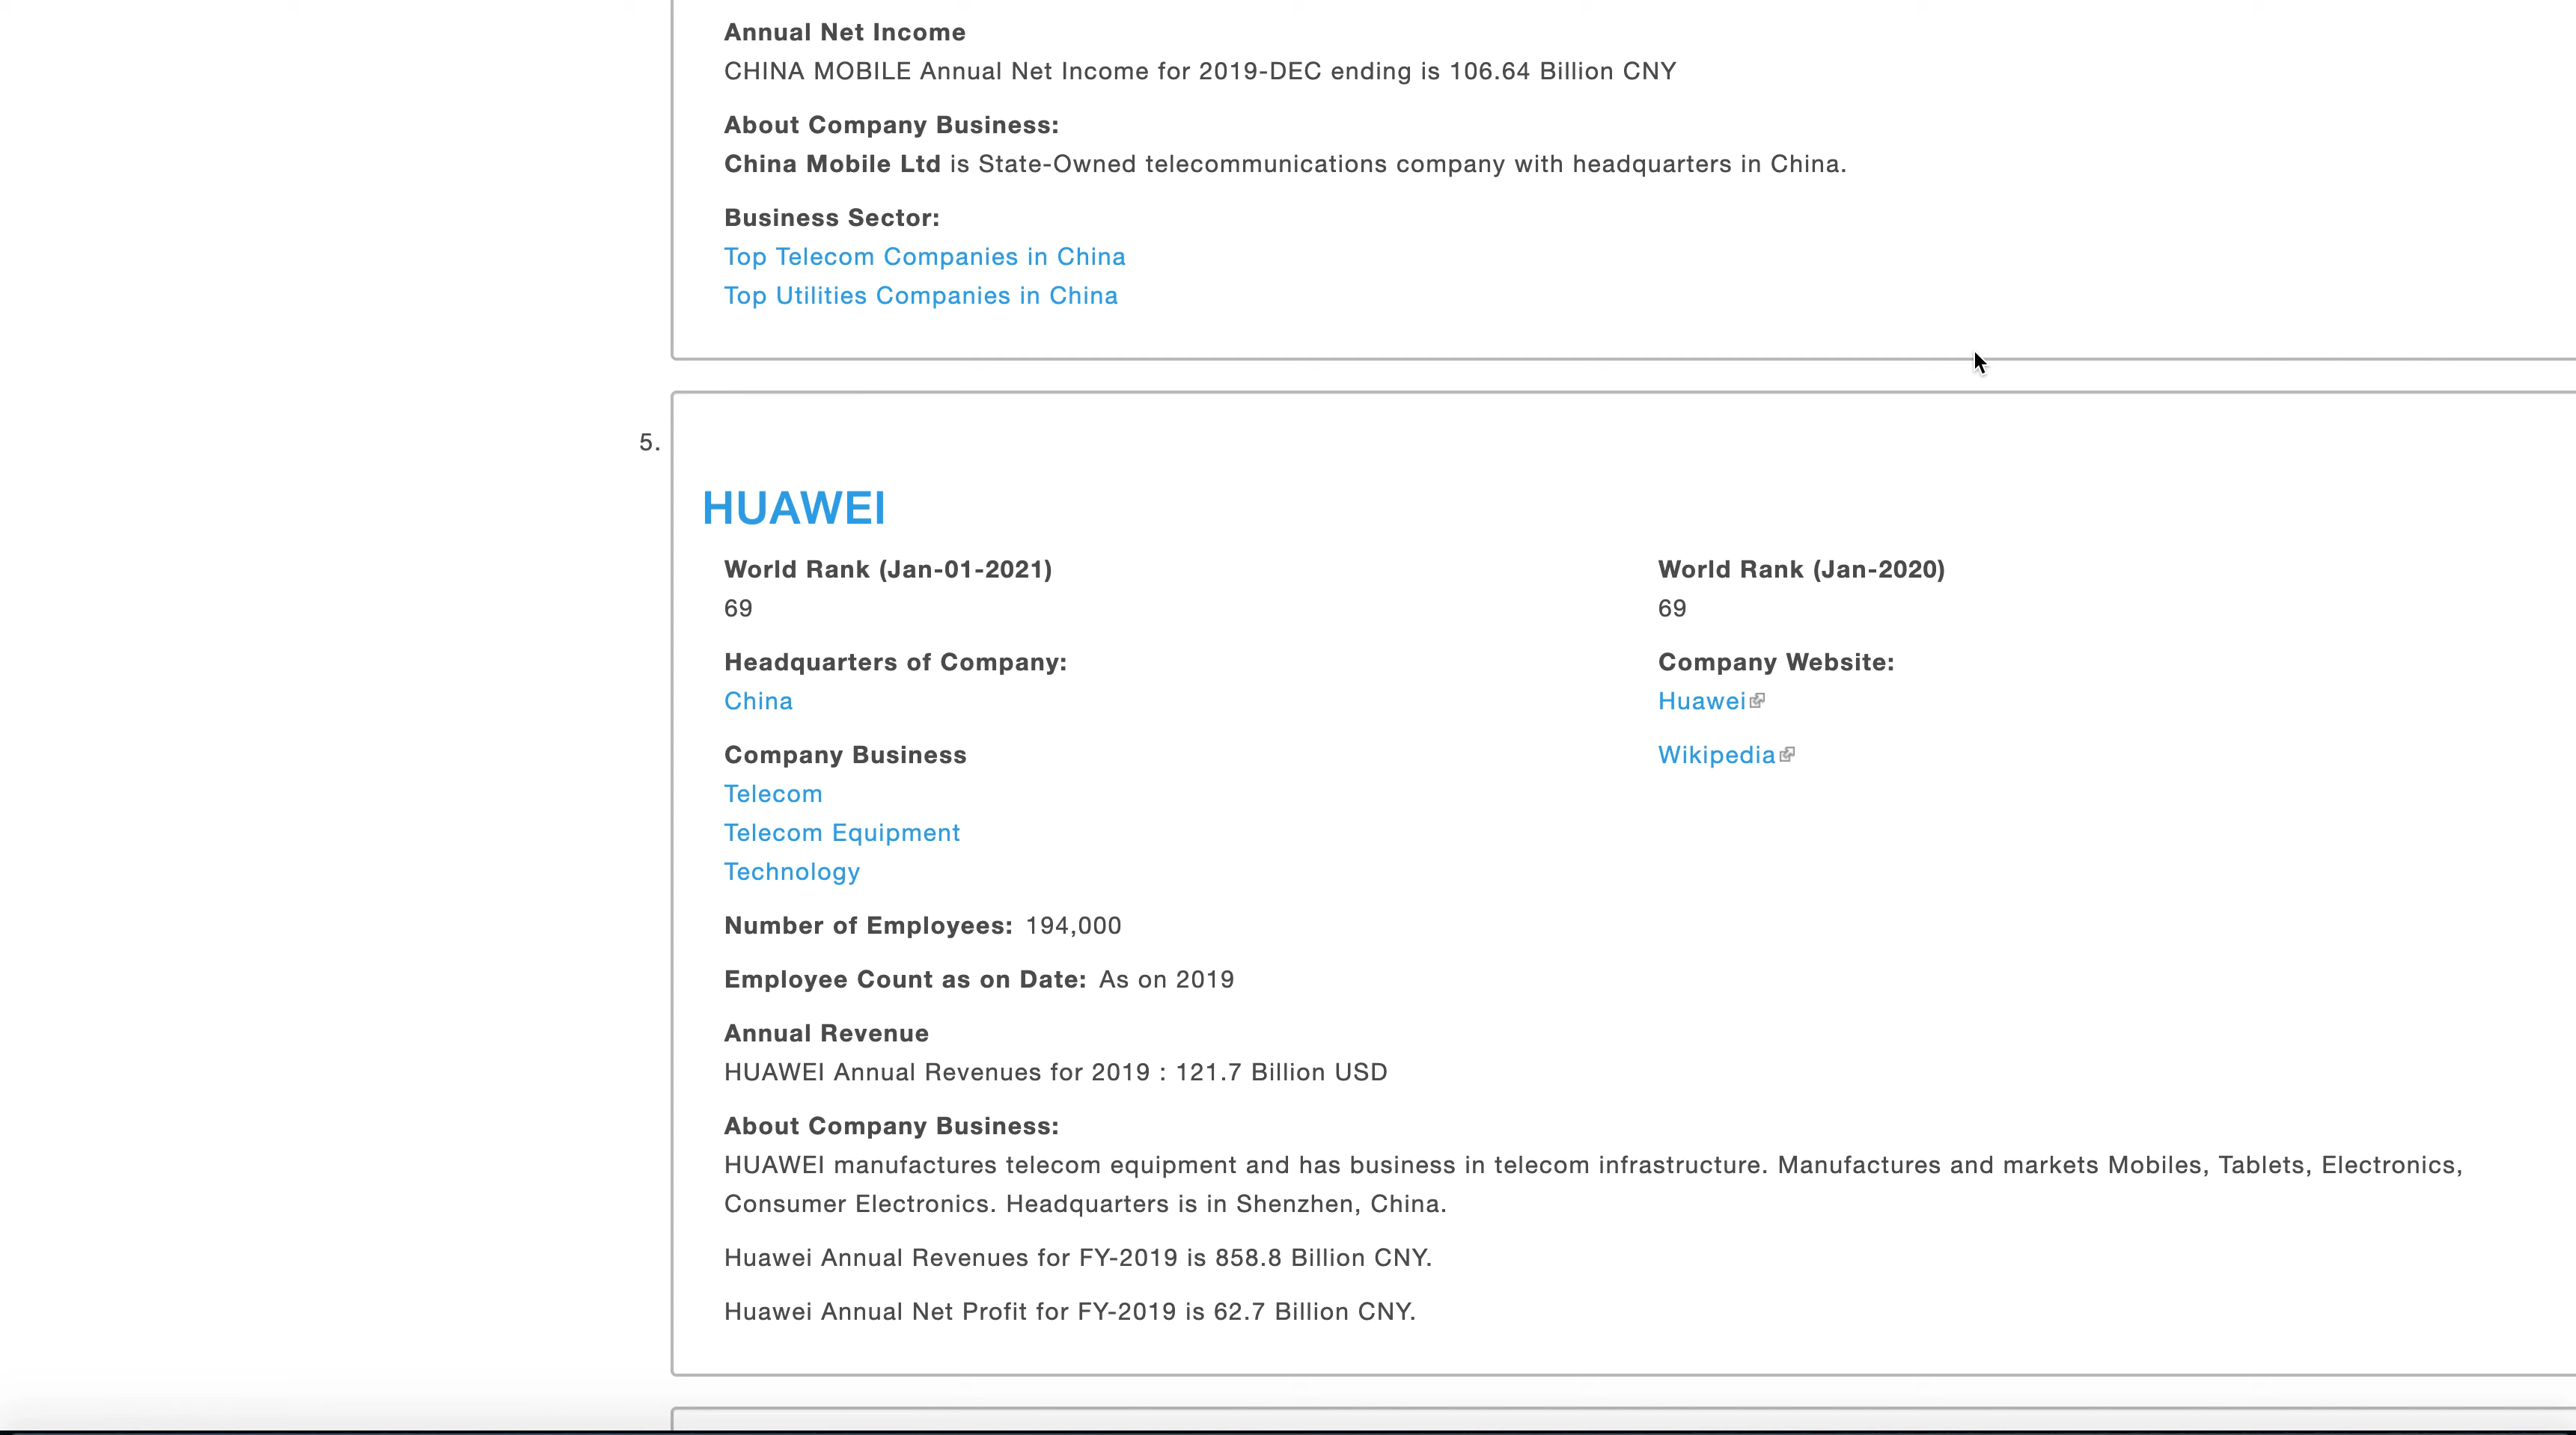 Annual Net Income
CHINA MOBILE Annual Net Income for 2019-DEC ending is 106.64 Billion CNY
About Company Business:
China Mobile Ltd is State-Owned telecommunications company with headquarters in China.
Business Sector:
Top Telecom Companies in China
Top Utilities Companies in China
5.
HUAWEI
World Rank (Jan-01-2021)
69
World Rank (Jan-2020)
69
Headquarters of Company:
China
Company Website:
Huawei
Company Business
Wikipedia
Telecom
Telecom Equipment
Technology
Number of Employees: 194,000
Employee Count as on Date: As on 2019
Annual Revenue
HUAWEI Annual Revenues for 2019 : 121.7 Billion USD
About Company Business:
HUAWEI manufactures telecom equipment and has business in telecom infrastructure. Manufactures and markets Mobiles, Tablets, Electronics,
Consumer Electronics. Headquarters is in Shenzhen, China.
Huawei Annual Revenues for FY-2019 is 858.8 Billion CNY.
Huawei Annual Net Profit for FY-2019 is 62.7 Billion CNY.